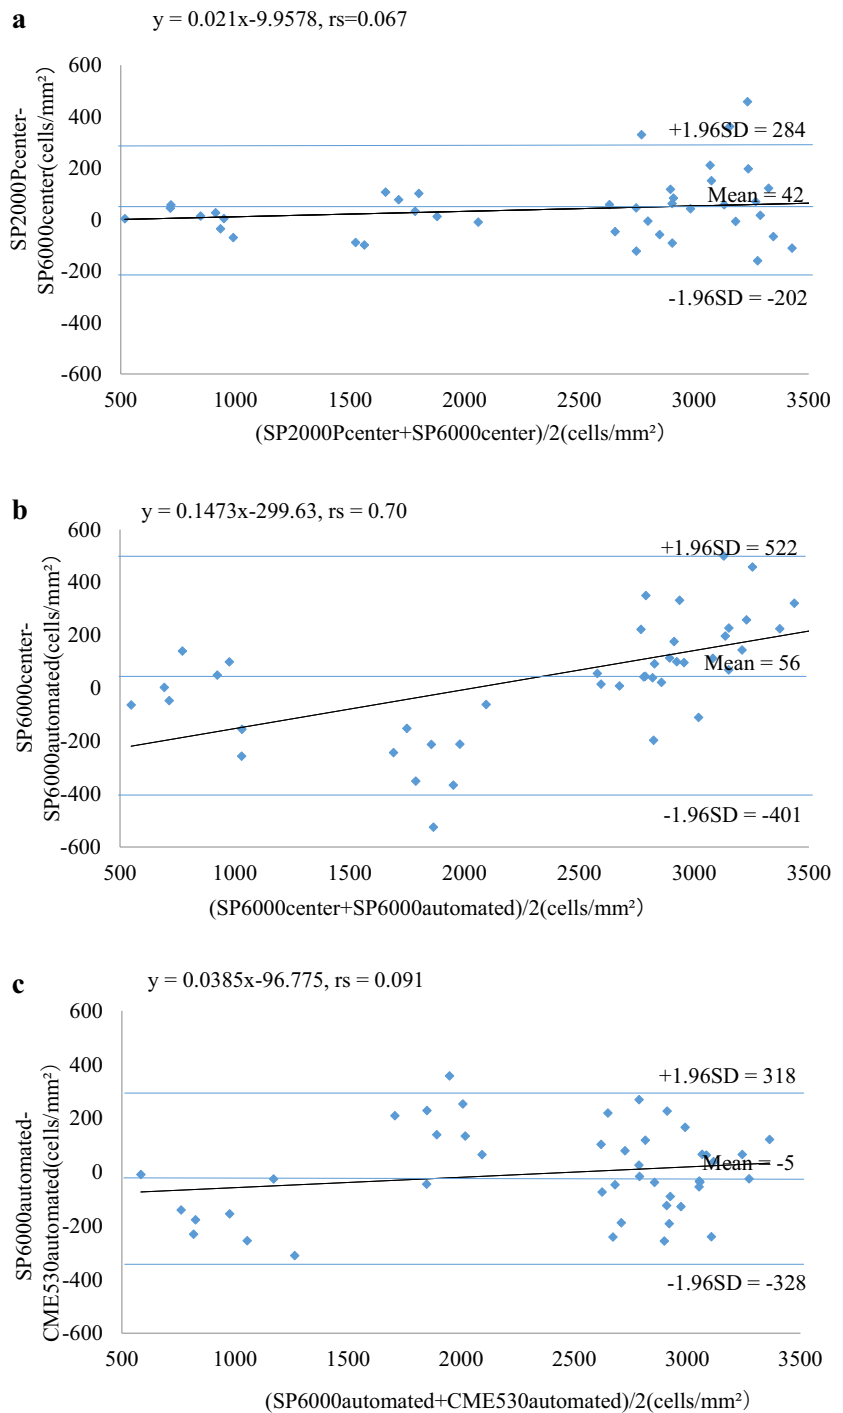 a
y = 0.021x-9.9578, rs=0.067
SP2000Pcenter-
SP6000center(cells/mm²)
600
400
200
0
-200
-400
-600
+1.96SD = 284
Mean = 42
-1.96SD = -202
500 1000 1500 2000 2500 3000 3500
(SP2000Pcenter+SP6000center)/2(cells/mm²)
b
y = 0.1473x-299.63, rs = 0.70
SP6000center-
SP6000automated(cells/mm²)
600
400
200
0
-200
-400
-600
+1.96SD = 522
Mean = 56
-1.96SD = -401
500 1000 1500 2000 2500 3000 3500
(SP6000center+SP6000automated)/2(cells/mm²)
c
y = 0.0385x-96.775, rs = 0.091
SP6000automated-
CME530automated(cells/mm²)
600
400
200
0
-200
-400
-600
+1.96SD = 318
Mean = -5
-1.96SD = -328
500 1000 1500 2000 2500 3000 3500
(SP6000automated+CME530automated)/2(cells/mm²)